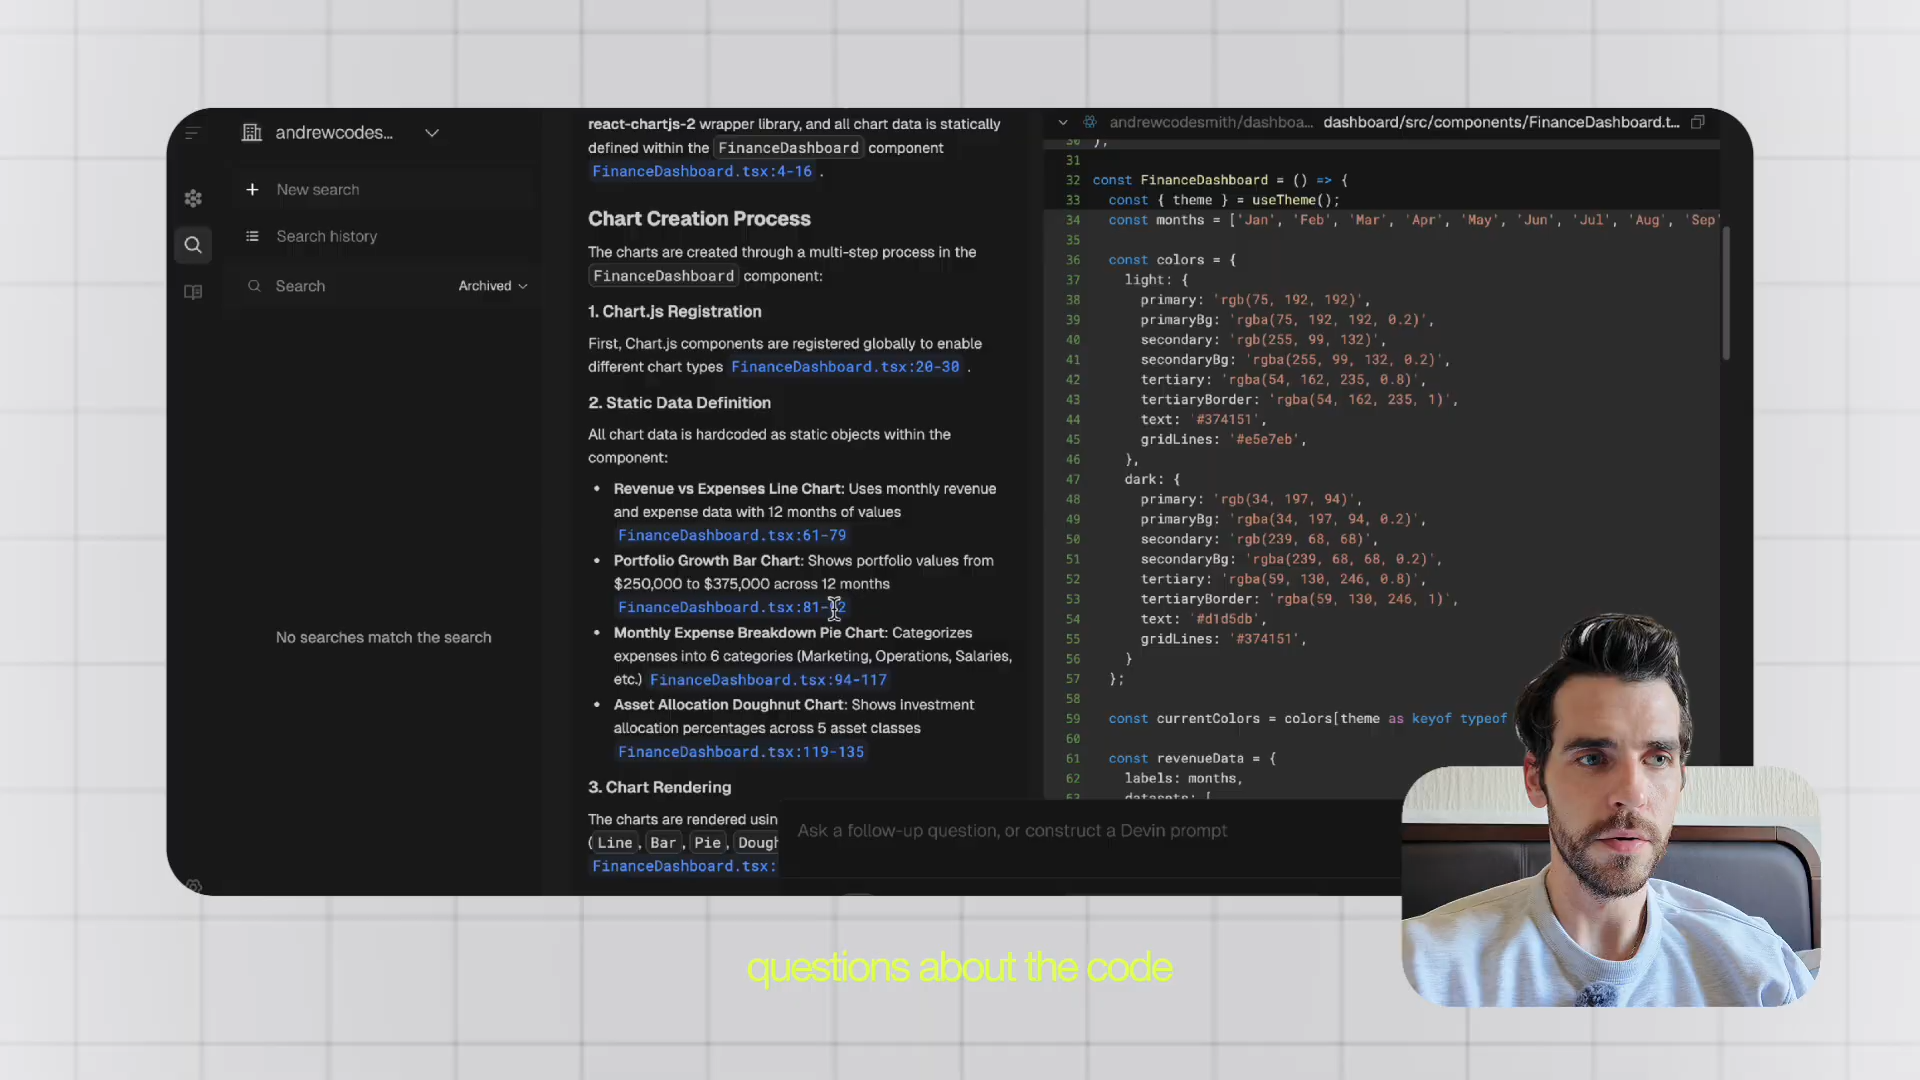 andrewcodes...
New search
Search history
Search
Archived
No searches match the search
react-chartjs-2 wrapper library, and all chart data is statically
defined within the FinanceDashboard component
FinanceDashboard.tsx:4-16 .
Chart Creation Process
The charts are created through a multi-step process in the
FinanceDashboard component:
1. Chart.js Registration
First, Chart.js components are registered globally to enable
different chart types FinanceDashboard.tsx:20-30 .
2. Static Data Definition
All chart data is hardcoded as static objects within the
component:
• Revenue vs Expenses Line Chart: Uses monthly revenue
and expense data with 12 months of values
FinanceDashboard.tsx:61-79
• Portfolio Growth Bar Chart: Shows portfolio values from
$250,000 to $375,000 across 12 months
FinanceDashboard.tsx:81-
• Monthly Expense Breakdown Pie Chart: Categorizes
expenses into 6 categories (Marketing, Operations, Salaries,
etc.) FinanceDashboard.tsx:94-117
• Asset Allocation Doughnut Chart: Shows investment
allocation percentages across 5 asset classes
FinanceDashboard.tsx:119-135
3. Chart Rendering
The charts are rendered usin
(Line, Bar, Pie, Dough
FinanceDashboard.tsx:
Ask a follow-up question, or construct a Devin prompt
andrewcodesmith/dashboa... dashboard/src/components/FinanceDashboard.t...
30 };
31
32 const FinanceDashboard = () => {
33 const { theme } = useTheme();
34 const months = ['Jan', 'Feb', 'Mar', 'Apr', 'May', 'Jun', 'Jul', 'Aug', 'Sep'
35
36 const colors = {
37 light: {
38 primary: 'rgb(75, 192, 192)',
39 primaryBg: 'rgba(75, 192, 192, 0.2)',
40 secondary: 'rgb(255, 99, 132)',
41 secondaryBg: 'rgba(255, 99, 132, 0.2)',
42 tertiary: 'rgba(54, 162, 235, 0.8)',
43 tertiaryBorder: 'rgba(54, 162, 235, 1)',
44 text: '#374151',
45 gridLines: '#e5e7eb',
46 },
47 dark: {
48 primary: 'rgb(34, 197, 94)',
49 primaryBg: 'rgba(34, 197, 94, 0.2)',
50 secondary: 'rgb(239, 68, 68)',
51 secondaryBg: 'rgba(239, 68, 68, 0.2)',
52 tertiary: 'rgba(59, 130, 246, 0.8)',
53 tertiaryBorder: 'rgba(59, 130, 246, 1)',
54 text: '#d1d5db',
55 gridLines: '#374151',
56 }
57 };
58
59 const currentColors = colors[theme as keyof typeof
60
61 const revenueData = {
62 labels: months,
63 datasets: [
questions about the code